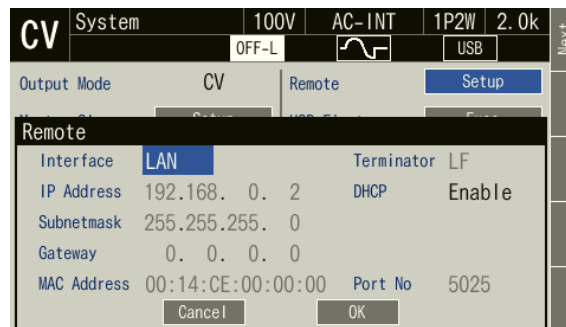 CV System 100V AC-INT 1P2W 2.0k Next
OFF-L USB
Output Mode CV Remote Setup
Remote
Interface LAN Terminator LF
IP Address 192.168. 0. 2 DHCP Enable
Subnetmask 255.255.255. 0
Gateway 0. 0. 0. 0
MAC Address 00:14:CE:00:00:00 Port No 5025
Cancel OK